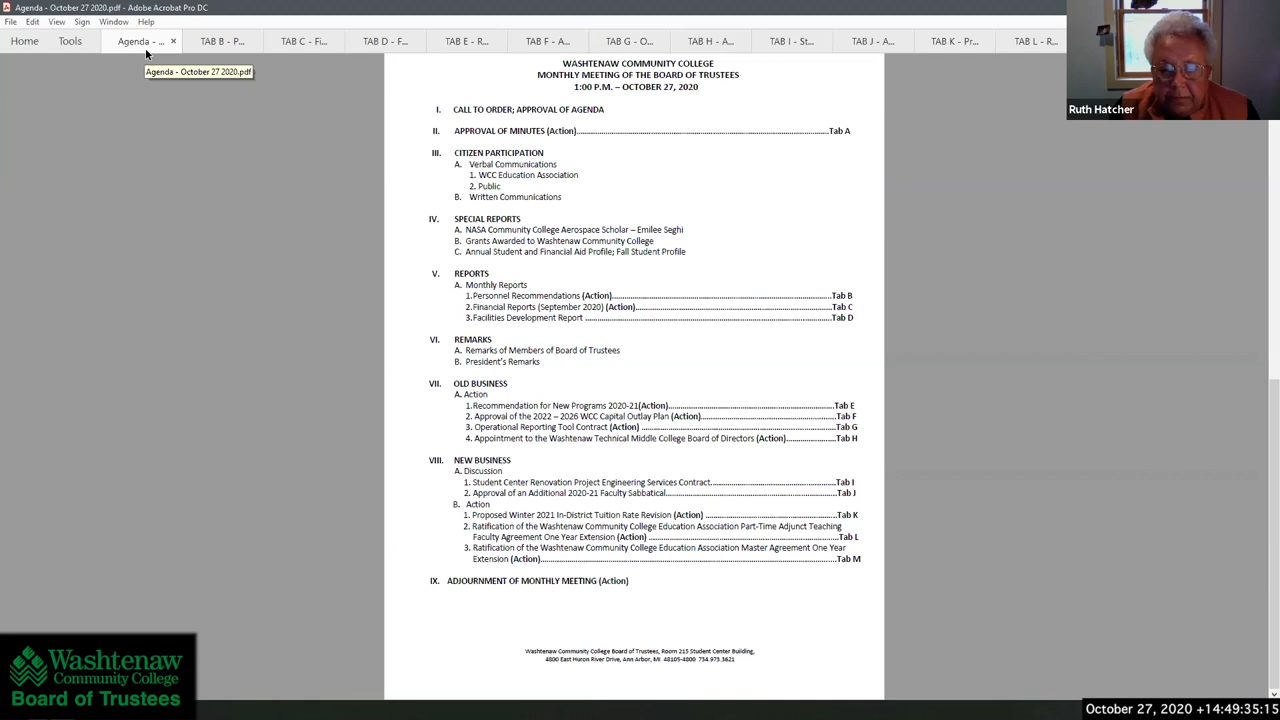 Agenda - October 27 2020.pdf - Adobe Acrobat Pro DC
File Edit View Sign Window Help
Home Tools Agenda - ... × TAB B - P... TAB C - Fi... TAB D - F... TAB E - R... TAB F - A... TAB G - O... TAB H - A... TAB I - St... TAB J - A... TAB K - Pr... TAB L - R...
Agenda - October 27 2020.pdf
Ruth Hatcher
WASHTENAW COMMUNITY COLLEGE
MONTHLY MEETING OF THE BOARD OF TRUSTEES
1:00 P.M. – OCTOBER 27, 2020
I. CALL TO ORDER; APPROVAL OF AGENDA
II. APPROVAL OF MINUTES (Action)..........Tab A
III. CITIZEN PARTICIPATION
A. Verbal Communications
1. WCC Education Association
2. Public
B. Written Communications
IV. SPECIAL REPORTS
A. NASA Community College Aerospace Scholar – Emilee Seghi
B. Grants Awarded to Washtenaw Community College
C. Annual Student and Financial Aid Profile; Fall Student Profile
V. REPORTS
A. Monthly Reports
1.Personnel Recommendations (Action)..........Tab B
2.Financial Reports (September 2020) (Action)..........Tab C
3.Facilities Development Report ..........Tab D
VI. REMARKS
A. Remarks of Members of Board of Trustees
B. President's Remarks
VII. OLD BUSINESS
A. Action
1.Recommendation for New Programs 2020-21(Action)..........Tab E
2. Approval of the 2022 – 2026 WCC Capital Outlay Plan (Action)..........Tab F
3. Operational Reporting Tool Contract (Action) ..........Tab G
4. Appointment to the Washtenaw Technical Middle College Board of Directors (Action)..........Tab H
VIII. NEW BUSINESS
A. Discussion
1. Student Center Renovation Project Engineering Services Contract..........Tab I
2. Approval of an Additional 2020-21 Faculty Sabbatical..........Tab J
B. Action
1. Proposed Winter 2021 In-District Tuition Rate Revision (Action) ..........Tab K
2. Ratification of the Washtenaw Community College Education Association Part-Time Adjunct Teaching
Faculty Agreement One Year Extension (Action) ..........Tab L
3. Ratification of the Washtenaw Community College Education Association Master Agreement One Year
Extension (Action)..........Tab M
IX. ADJOURNMENT OF MONTHLY MEETING (Action)
Washtenaw Community College Board of Trustees, Room 215 Student Center Building,
4800 East Huron River Drive, Ann Arbor, MI 48105-4800 734.973.3621
Washtenaw
Community College
Board of Trustees
October 27, 2020 +14:49:35:15